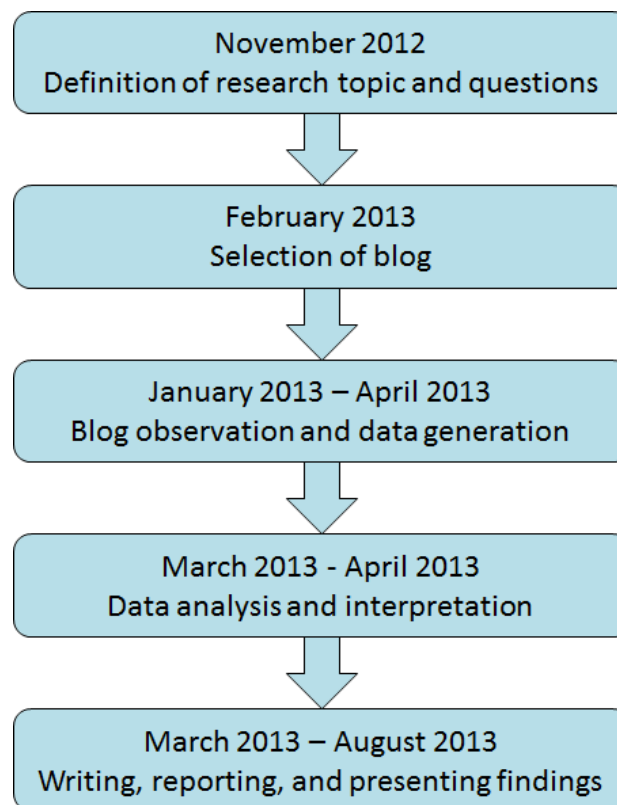 November 2012
Definition of research topic and questions
February 2013
Selection of blog
January 2013 – April 2013
Blog observation and data generation
March 2013 - April 2013
Data analysis and interpretation
March 2013 – August 2013
Writing, reporting, and presenting findings